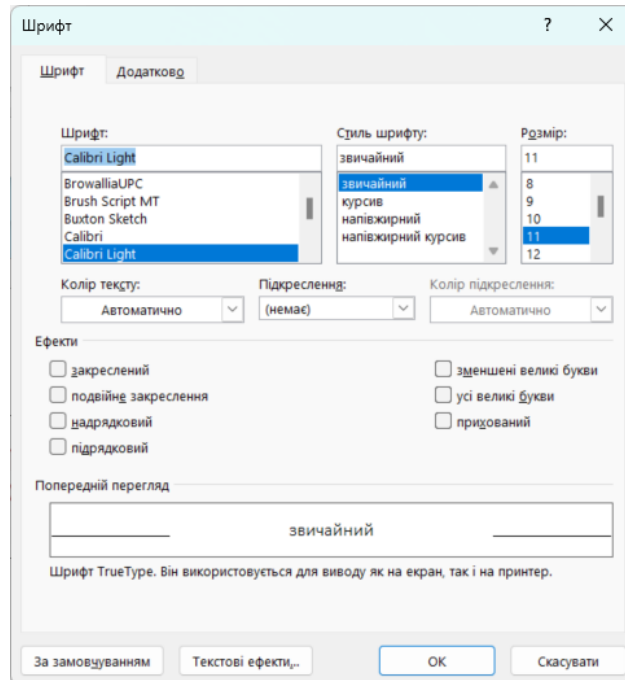 Шрифт ? ✕
Шрифт Додатково
Шрифт: Стиль шрифту: Розмір:
Calibri Light звичайний 11
BrowalliaUPC звичайний 8
Brush Script MT курсив 9
Buxton Sketch напівжирний 10
Calibri напівжирний курсив 11
Calibri Light 12
Колір тексту: Підкреслення: Колір підкреслення:
Автоматично (немає) Автоматично
Ефекти
закреслений зменшені великі букви
подвійне закреслення усі великі букви
надрядковий прихований
підрядковий
Попередній перегляд
звичайний
Шрифт TrueType. Він використовується для виводу як на екран, так і на принтер.
За замовчуванням Текстові ефекти... OK Скасувати